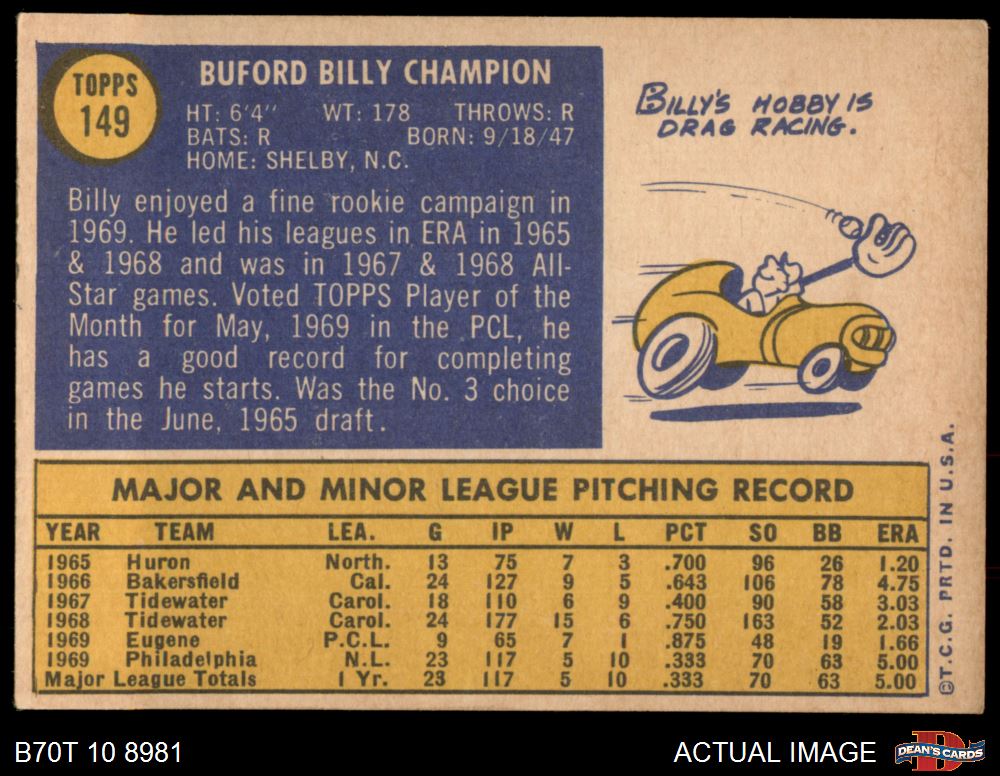 TOPPS
149
BUFORD BILLY CHAMPION
HT: 6'4" WT: 178 THROWS: R
BATS: R BORN: 9/18/47
HOME: SHELBY, N.C.
Billy enjoyed a fine rookie campaign in
1969. He led his leagues in ERA in 1965
& 1968 and was in 1967 & 1968 All-
Star games. Voted TOPPS Player of the
Month for May, 1969 in the PCL, he
has a good record for completing
games he starts. Was the No. 3 choice
in the June, 1965 draft.
BILLY'S HOBBY IS
DRAG RACING.
MAJOR AND MINOR LEAGUE PITCHING RECORD
YEAR TEAM LEA. G IP W L PCT SO BB ERA
1965 Huron North. 13 75 7 3 .700 96 26 1.20
1966 Bakersfield Cal. 24 127 9 5 .643 106 78 4.75
1967 Tidewater Carol. 18 110 6 9 .400 90 58 3.03
1968 Tidewater Carol. 24 177 15 6 .750 163 52 2.03
1969 Eugene P.C.L. 9 65 7 1 .875 48 19 1.66
1969 Philadelphia N.L. 23 117 5 10 .333 70 63 5.00
Major League Totals 1 Yr. 23 117 5 10 .333 70 63 5.00
©T.C.G. PRTD. IN U.S.A.
B70T 10 8981 ACTUAL IMAGE
D
DEAN'S CARDS